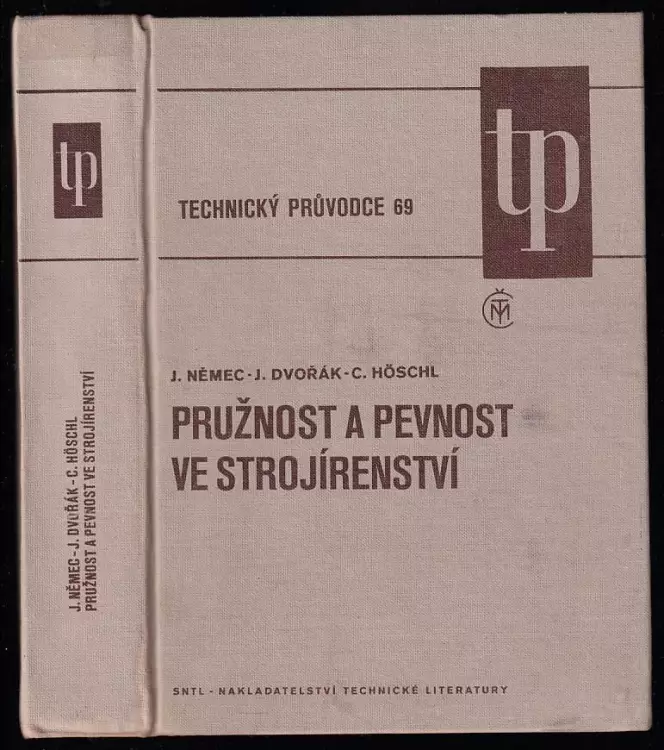 tp
J. NĚMEC-J. DVOŘÁK-C. HÖSCHL
PRUŽNOST A PEVNOST VE STROJÍRENSTVÍ
tp
TECHNICKÝ PRŮVODCE 69
J. NĚMEC-J. DVOŘÁK-C. HÖSCHL
PRUŽNOST A PEVNOST
VE STROJÍRENSTVÍ
SNTL - NAKLADATELSTVÍ TECHNICKÉ LITERATURY